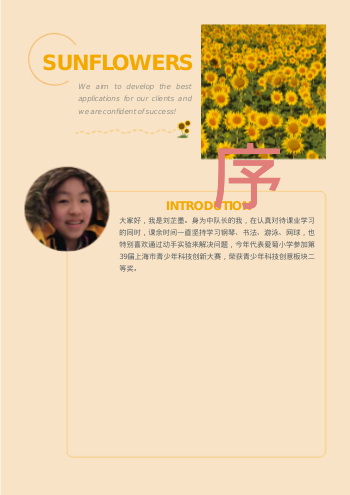 SUNFLOWERS
We aim to develop the best
applications for our clients and
we are confident of success!
序
INTRODUCTION
大家好，我是刘芷墨。身为中队长的我，在认真对待课业学习
的同时，课余时间一直坚持学习钢琴、书法、游泳、网球，也
特别喜欢通过动手实验来解决问题，今年代表爱菊小学参加第
39届上海市青少年科技创新大赛，荣获青少年科技创意板块二
等奖。